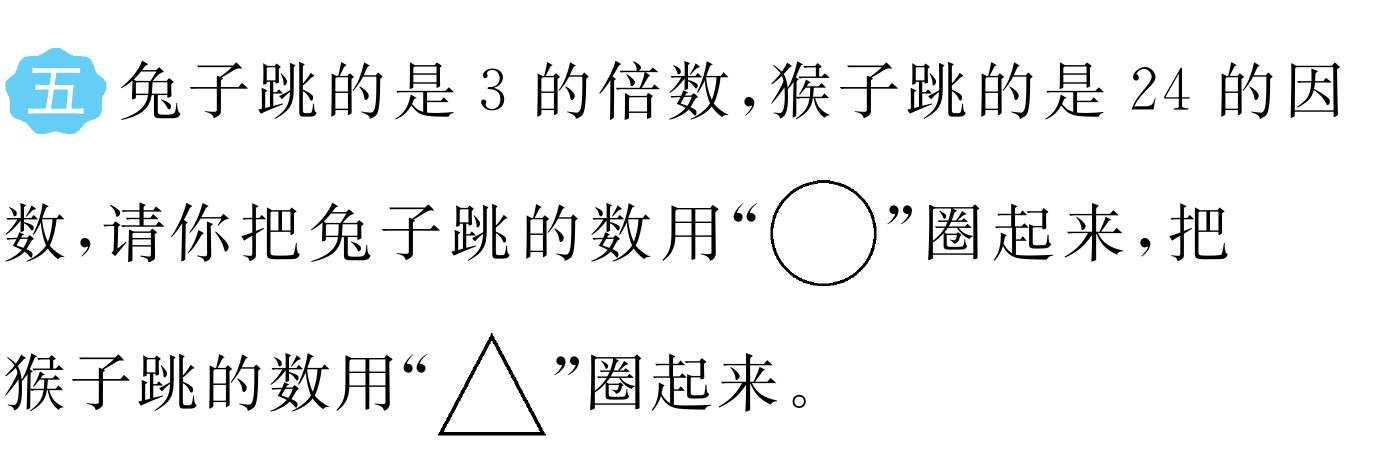 五 兔子跳的是 3 的倍数,猴子跳的是 24 的因
数,请你把兔子跳的数用“○”圈起来,把
猴子跳的数用“△”圈起来。